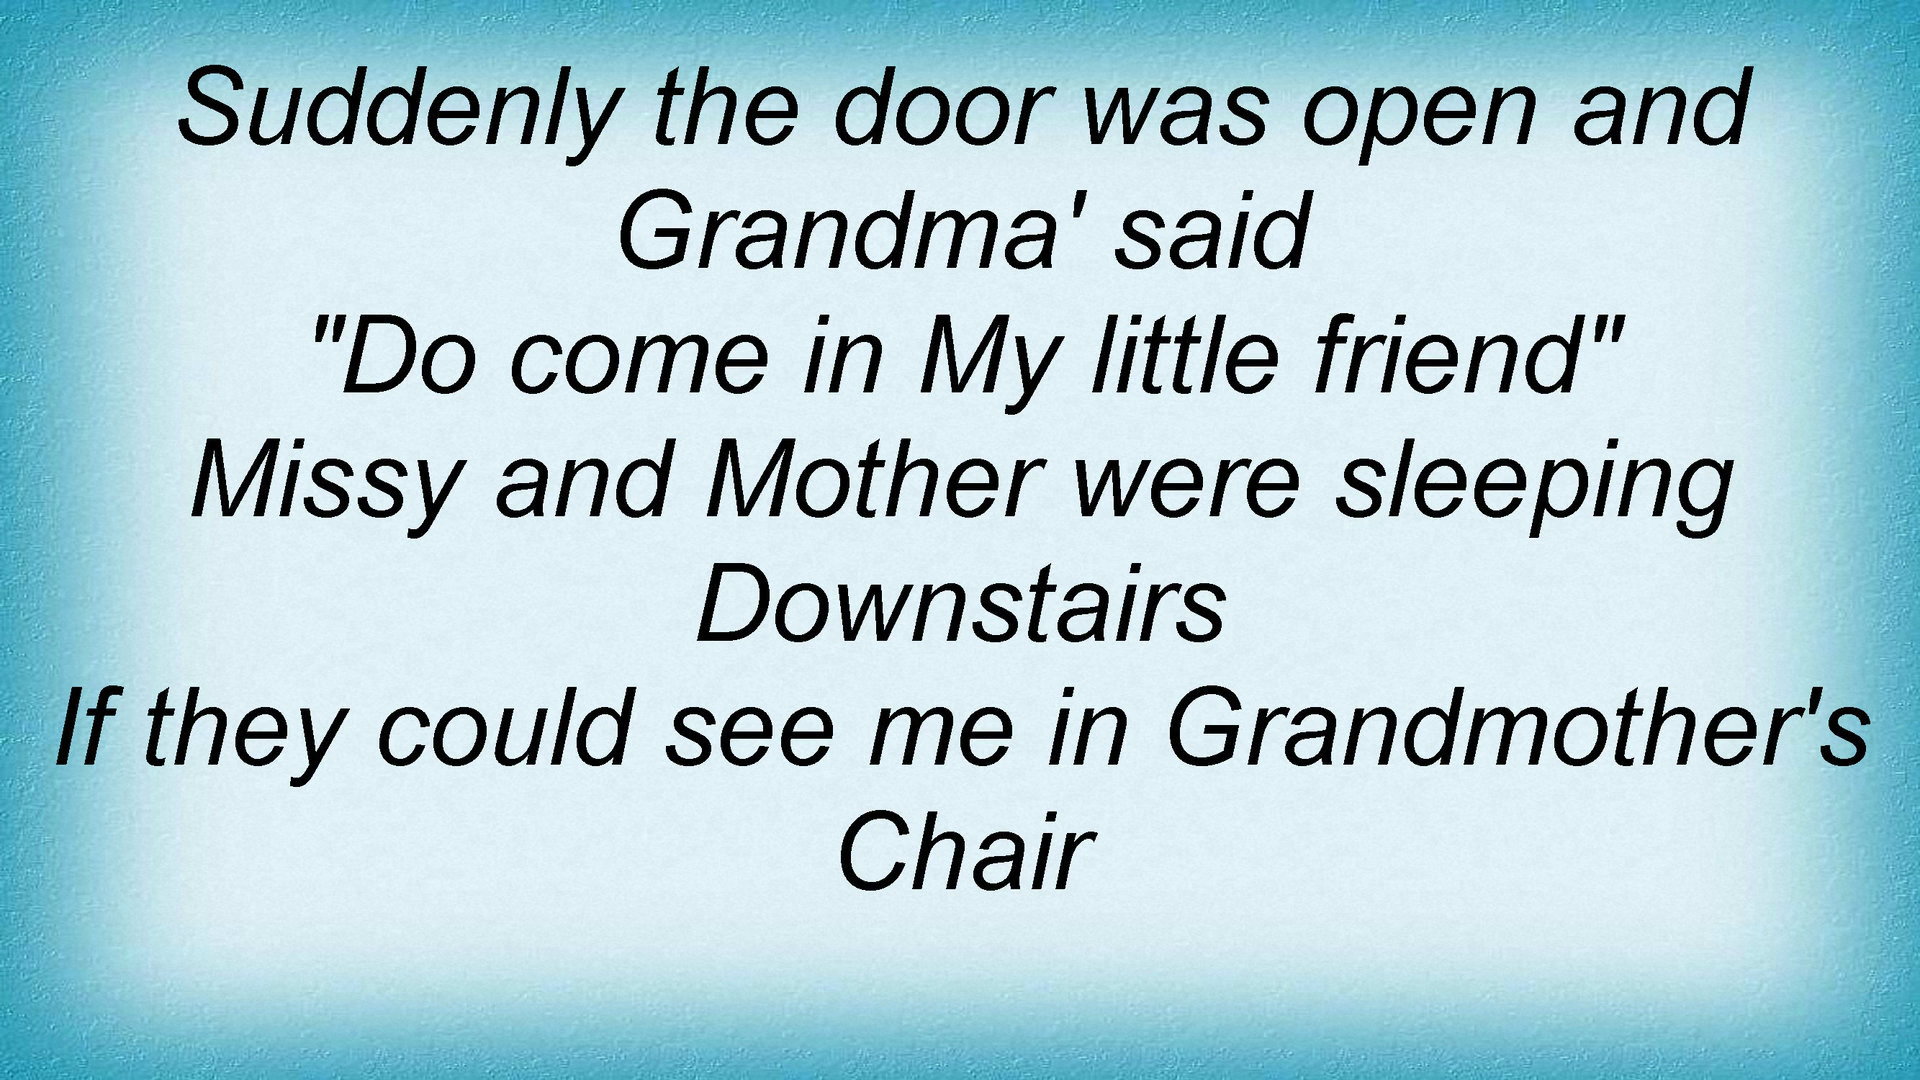 Suddenly the door was open and
Grandma' said
"Do come in My little friend"
Missy and Mother were sleeping
Downstairs
If they could see me in Grandmother's
Chair